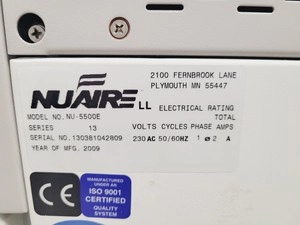 2100 FERNBROOK LANE
PLYMOUTH MN 55447
NUAIRE LL
ELECTRICAL RATING
TOTAL
MODEL NO. NU-5500E
SERIES 13
VOLTS CYCLES PHASE AMPS
SERIAL NO. 130381042809
230 AC 50/60HZ 1 ø 2 A
YEAR OF MFG. 2009
CE
MANUFACTURED
UNDER AN
ISO 9001
CERTIFIED
QUALITY
SYSTEM